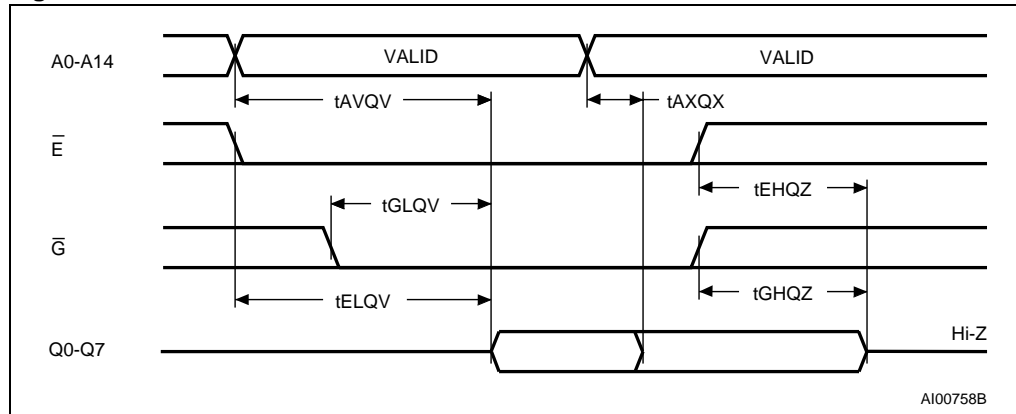 A0-A14
VALID
VALID
tAVQV
tAXQX
E
tEHQZ
tGLQV
G
tGHQZ
tELQV
Hi-Z
Q0-Q7
AI00758B